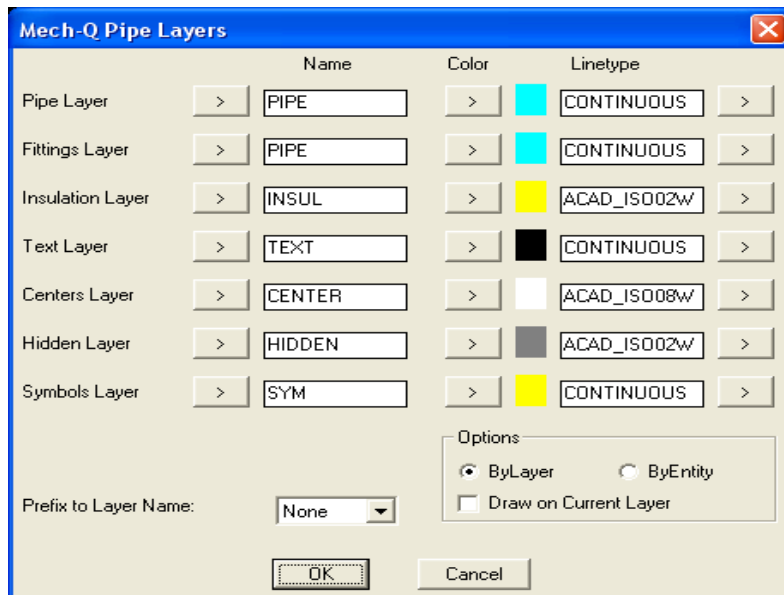 Mech-Q Pipe Layers
Name Color Linetype
Pipe Layer > PIPE > CONTINUOUS >
Fittings Layer > PIPE > CONTINUOUS >
Insulation Layer > INSUL > ACAD_ISO02W >
Text Layer > TEXT > CONTINUOUS >
Centers Layer > CENTER > ACAD_ISO08W >
Hidden Layer > HIDDEN > ACAD_ISO02W >
Symbols Layer > SYM > CONTINUOUS >
Options
ByLayer ByEntity
Draw on Current Layer
Prefix to Layer Name: None
OK Cancel